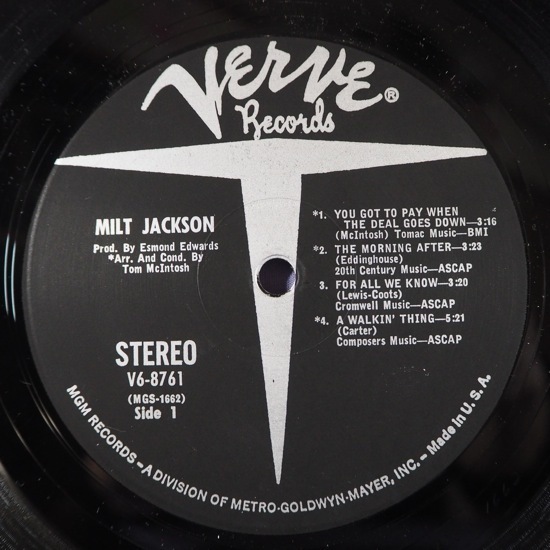 VERVE ®
Records
MILT JACKSON
Prod. By Esmond Edwards
*Arr. And Cond. By
Tom McIntosh
STEREO
V6-8761
(MGS-1662)
Side 1
*1. YOU GOT TO PAY WHEN
THE DEAL GOES DOWN—3:16
(McIntosh) Tomac Music—BMI
*2. THE MORNING AFTER—3:23
(Eddinghouse)
20th Century Music—ASCAP
3. FOR ALL WE KNOW—3:20
(Lewis-Coots)
Cromwell Music—ASCAP
*4. A WALKIN' THING—5:21
(Carter)
Composers Music—ASCAP
MGM RECORDS—A DIVISION OF METRO-GOLDWYN-MAYER, INC.—Made in U.S.A.